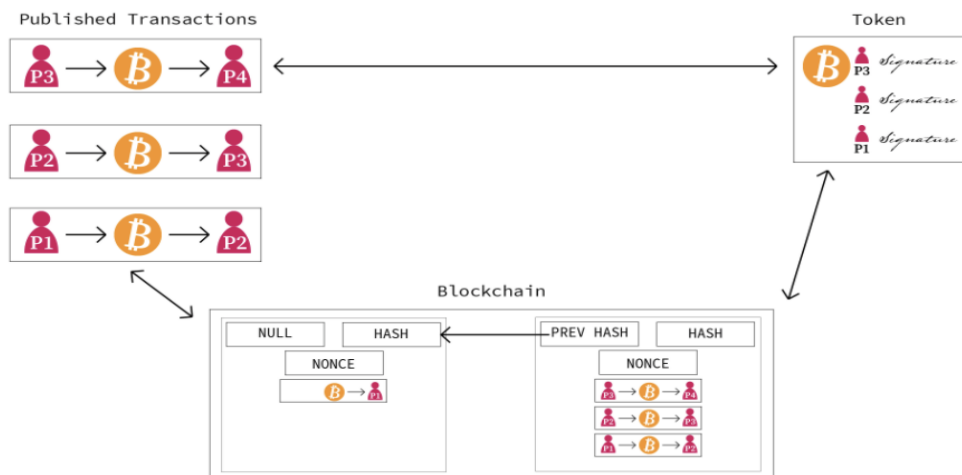 Published Transactions
P3 P4
P2 P3
P1 P2
Token
P3 Signature
P2 Signature
P1 Signature
Blockchain
NULL HASH
NONCE
P1
PREV HASH HASH
NONCE
P3 P4
P2 P3
P1 P2